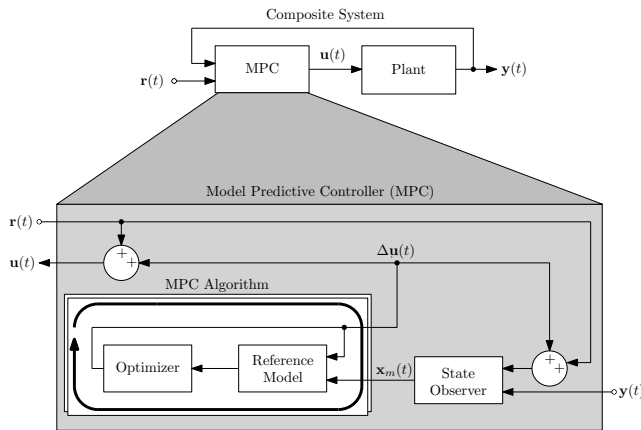 Composite System
MPC
u(t)
Plant
y(t)
r(t)
Model Predictive Controller (MPC)
r(t)
+
+
u(t)
Δu(t)
MPC Algorithm
Optimizer
Reference
Model
x_m(t)
State
Observer
+
+
y(t)